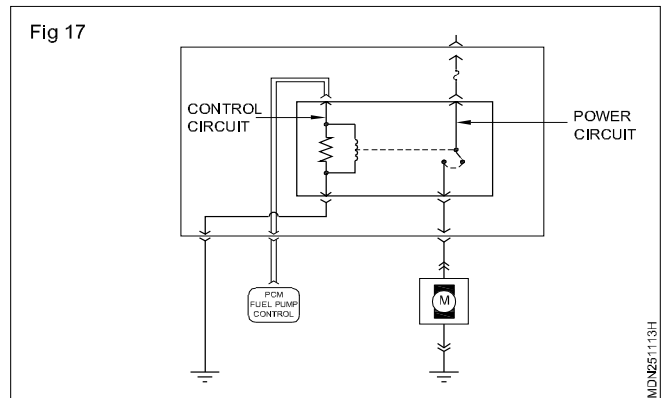 Fig 17
CONTROL
CIRCUIT
POWER
CIRCUIT
PCM
FUEL PUMP
CONTROL
M
MDN251113H